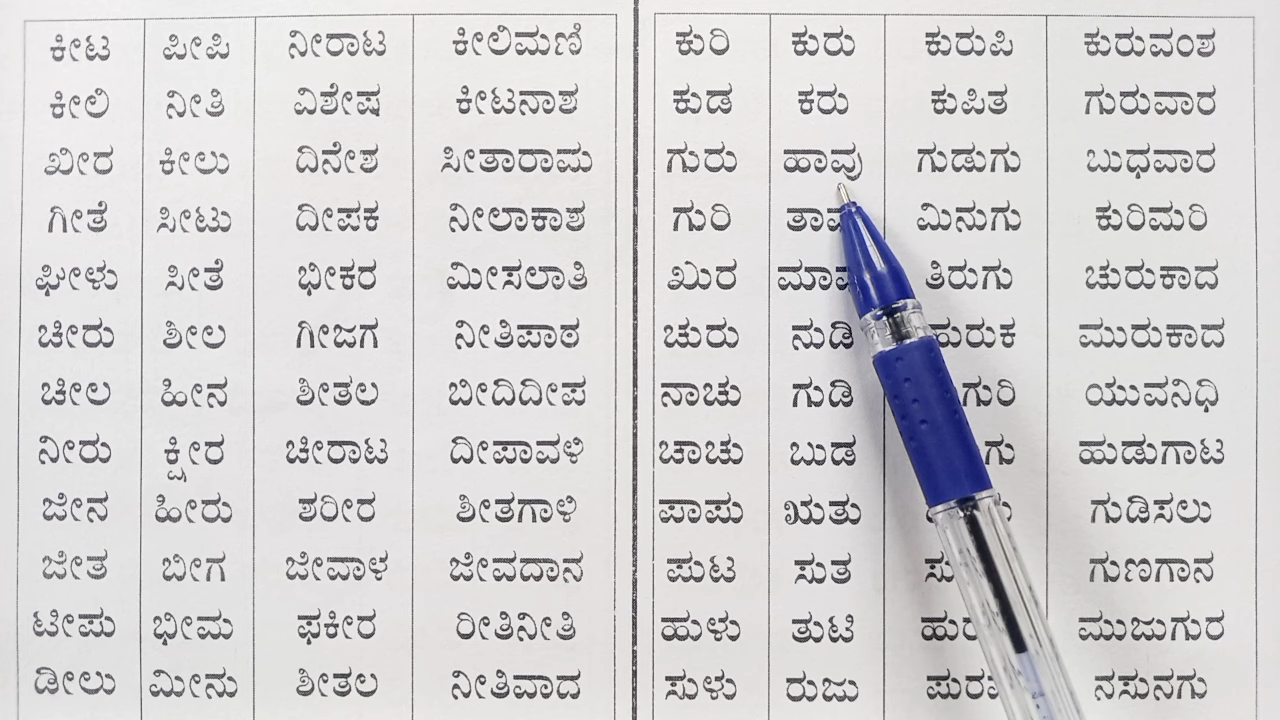 ಕೀಟ ಪೀಪಿ ನೀರಾಟ ಕೀಲಿಮಣಿ
ಕೀಲಿ ನೀತಿ ವಿಶೇಷ ಕೀಟನಾಶ
ಖೀರ ಕೀಲು ದಿನೇಶ ಸೀತಾರಾಮ
ಗೀತೆ ಸೀಟು ದೀಪಕ ನೀಲಾಕಾಶ
ಘೀಳು ಸೀತೆ ಭೀಕರ ಮೀಸಲಾತಿ
ಚೀರು ಶೀಲ ಗೀಜಗ ನೀತಿಪಾಠ
ಚೀಲ ಹೀನ ಶೀತಲ ಬೀದಿದೀಪ
ನೀರು ಕ್ಷೀರ ಚೀರಾಟ ದೀಪಾವಳಿ
ಜೀನ ಹೀರು ಶರೀರ ಶೀತಗಾಳಿ
ಜೀತ ಬೀಗ ಜೀವಾಳ ಜೀವದಾನ
ಟೀಪು ಭೀಮ ಫಕೀರ ರೀತಿನೀತಿ
ಡೀಲು ಮೀನು ಶೀತಲ ನೀತಿವಾದ
ಕುರಿ ಕುರು ಕುರುಪಿ ಕುರುವಂಶ
ಕುಡ ಕರು ಕುಪಿತ ಗುರುವಾರ
ಗುರು ಹಾವು ಗುಡುಗು ಬುಧವಾರ
ಗುರಿ ಮಿನುಗು ಕುರಿಮರಿ
ಖುರ ತಿರುಗು ಚುರುಕಾದ
ಚುರು ನುಡಿ ಮುರುಕಾದ
ನಾಚು ಗುಡಿ ಯುವನಿಧಿ
ಚಾಚು ಬುಡ ಹುಡುಗಾಟ
ಪಾಪು ಋತು ಗುಡಿಸಲು
ಪುಟ ಸುತ ಗುಣಗಾನ
ಹುಳು ತುಟಿ ಮುಜುಗುರ
ಸುಳು ರುಜು ನಸುನಗು